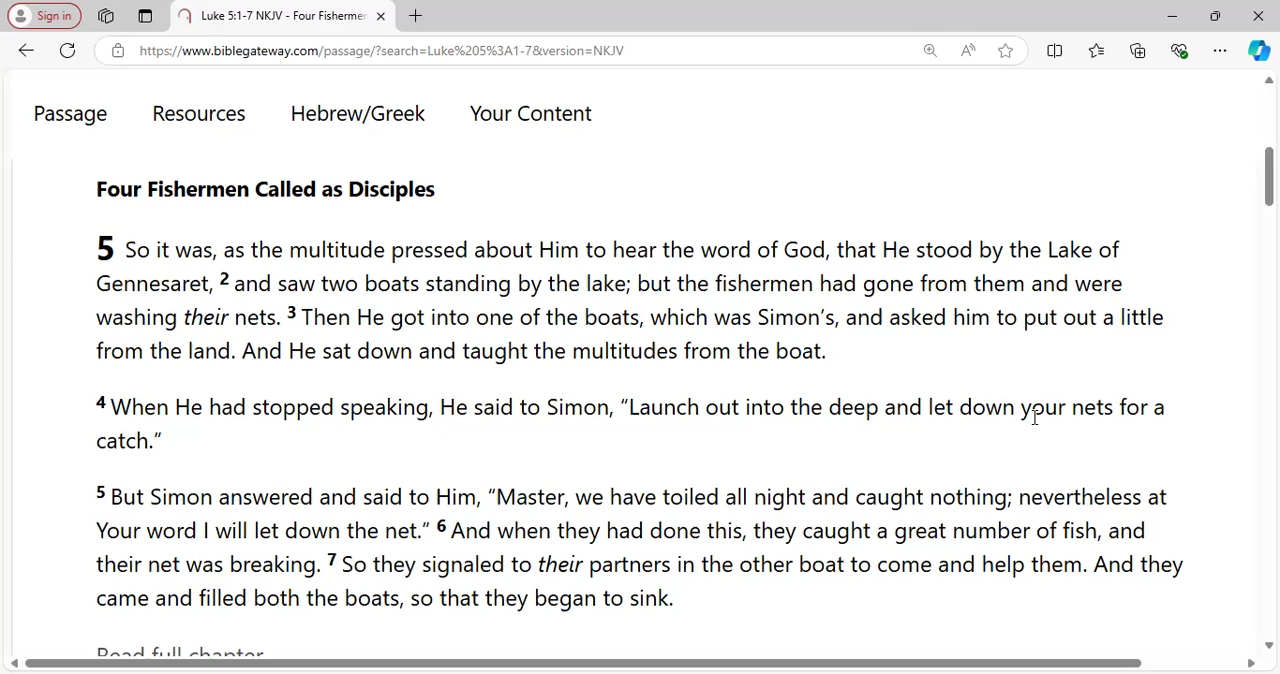 Sign in
Luke 5:1-7 NKJV - Four Fishermer
https://www.biblegateway.com/passage/?search=Luke%205%3A1-7&version=NKJV
Passage Resources Hebrew/Greek Your Content
Four Fishermen Called as Disciples
5 So it was, as the multitude pressed about Him to hear the word of God, that He stood by the Lake of
Gennesaret, 2 and saw two boats standing by the lake; but the fishermen had gone from them and were
washing their nets. 3 Then He got into one of the boats, which was Simon’s, and asked him to put out a little
from the land. And He sat down and taught the multitudes from the boat.
4 When He had stopped speaking, He said to Simon, “Launch out into the deep and let down your nets for a
catch.”
5 But Simon answered and said to Him, “Master, we have toiled all night and caught nothing; nevertheless at
Your word I will let down the net.” 6 And when they had done this, they caught a great number of fish, and
their net was breaking. 7 So they signaled to their partners in the other boat to come and help them. And they
came and filled both the boats, so that they began to sink.
Read full chapter